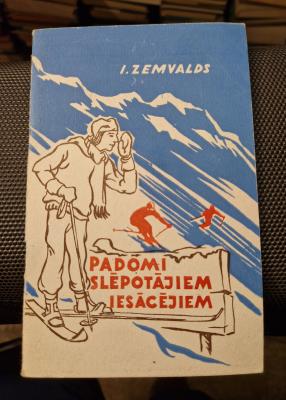 I. ZEMVALDS
PADOMI
SLĒPOTĀJIEM
IESĀCĒJIEM